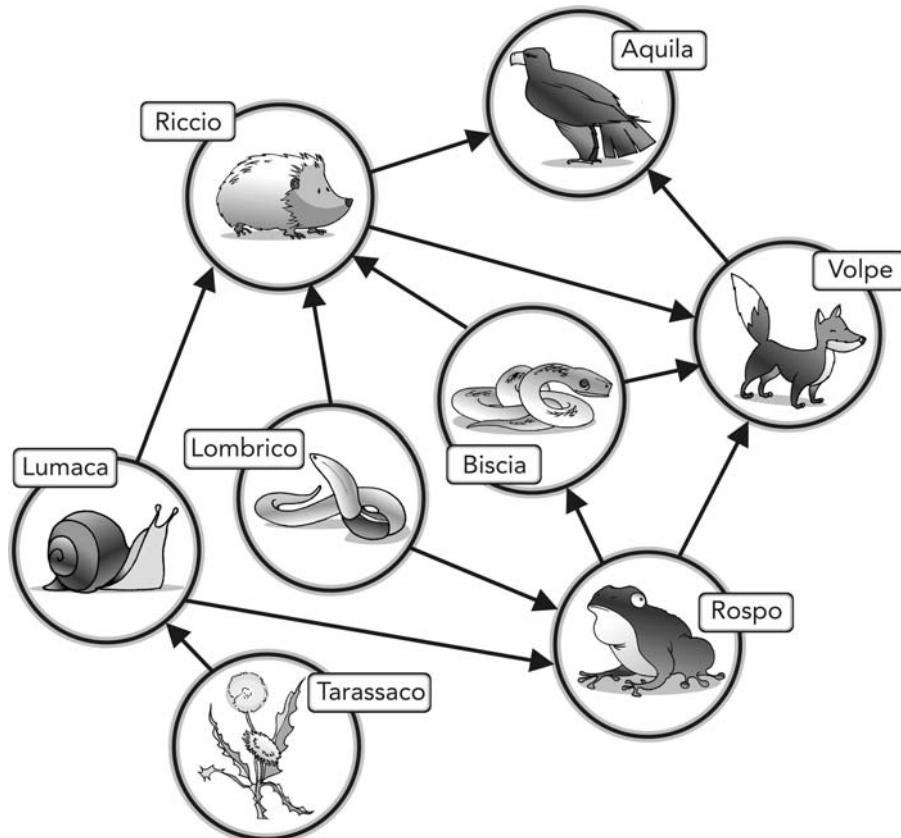 Aquila
Riccio
Volpe
Lombrico
Lumaca
Biscia
Rospo
Tarassaco